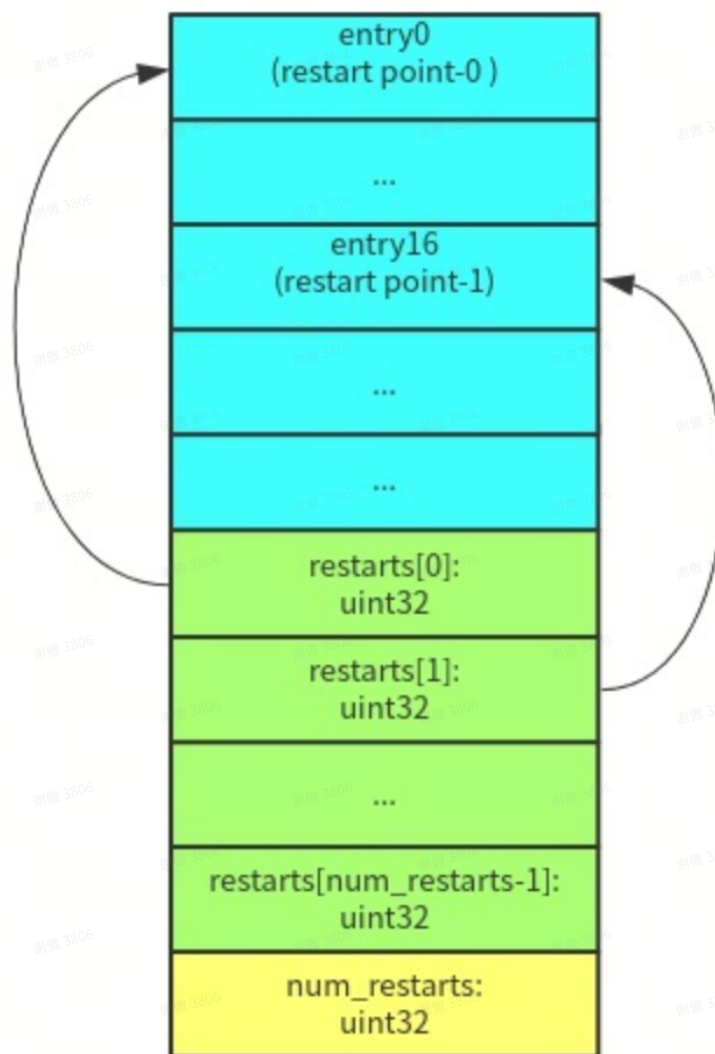 entry0
(restart point-0 )
...
entry16
(restart point-1)
...
...
restarts[0]:
uint32
restarts[1]:
uint32
...
restarts[num_restarts-1]:
uint32
num_restarts:
uint32